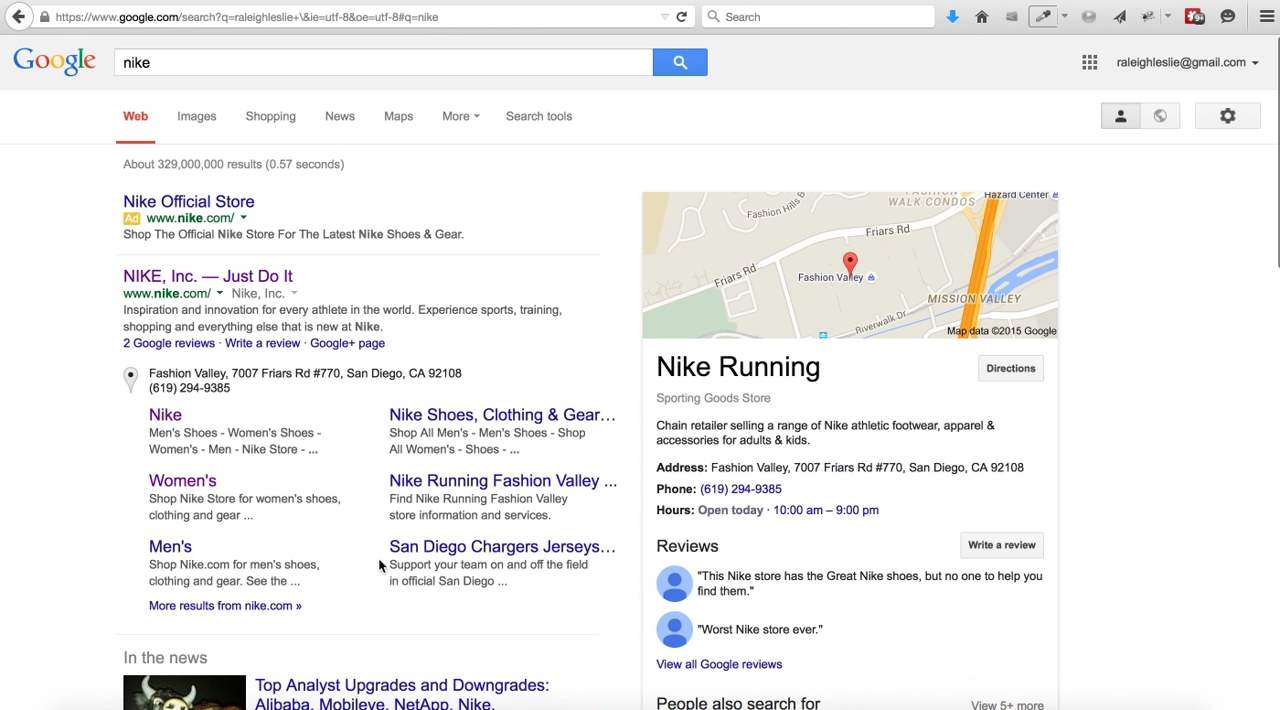 https://www.google.com/search?q=raleighleslie+\&ie=utf-8&oe=utf-8#q=nike
Search
Google
nike
raleighleslie@gmail.com
Web Images Shopping News Maps More Search tools
About 329,000,000 results (0.57 seconds)
Nike Official Store
Ad www.nike.com/
Shop The Official Nike Store For The Latest Nike Shoes & Gear.
NIKE, Inc. — Just Do It
www.nike.com/ Nike, Inc.
Inspiration and innovation for every athlete in the world. Experience sports, training,
shopping and everything else that is new at Nike.
2 Google reviews · Write a review · Google+ page
Fashion Valley, 7007 Friars Rd #770, San Diego, CA 92108
(619) 294-9385
Nike
Men's Shoes - Women's Shoes -
Women's - Men - Nike Store - ...
Nike Shoes, Clothing & Gear...
Shop All Men's - Men's Shoes - Shop
All Women's - Shoes - ...
Women's
Shop Nike Store for women's shoes,
clothing and gear ...
Nike Running Fashion Valley ...
Find Nike Running Fashion Valley
store information and services.
Men's
Shop Nike.com for men's shoes,
clothing and gear. See the ...
San Diego Chargers Jerseys...
Support your team on and off the field
in official San Diego ...
More results from nike.com »
In the news
Top Analyst Upgrades and Downgrades:
Alibaba, Mobileye, NetApp, Nike,
Hazard Center
FASHION
WALK CONDOS
Fashion Hills B
Friars Rd
Friars Rd
Fashion Valley
MISSION VALLEY
Riverwalk Dr
Map data ©2015 Google
Nike Running
Directions
Sporting Goods Store
Chain retailer selling a range of Nike athletic footwear, apparel &
accessories for adults & kids.
Address: Fashion Valley, 7007 Friars Rd #770, San Diego, CA 92108
Phone: (619) 294-9385
Hours: Open today · 10:00 am – 9:00 pm
Reviews
Write a review
"This Nike store has the Great Nike shoes, but no one to help you
find them."
"Worst Nike store ever."
View all Google reviews
People also search for
View 5+ more